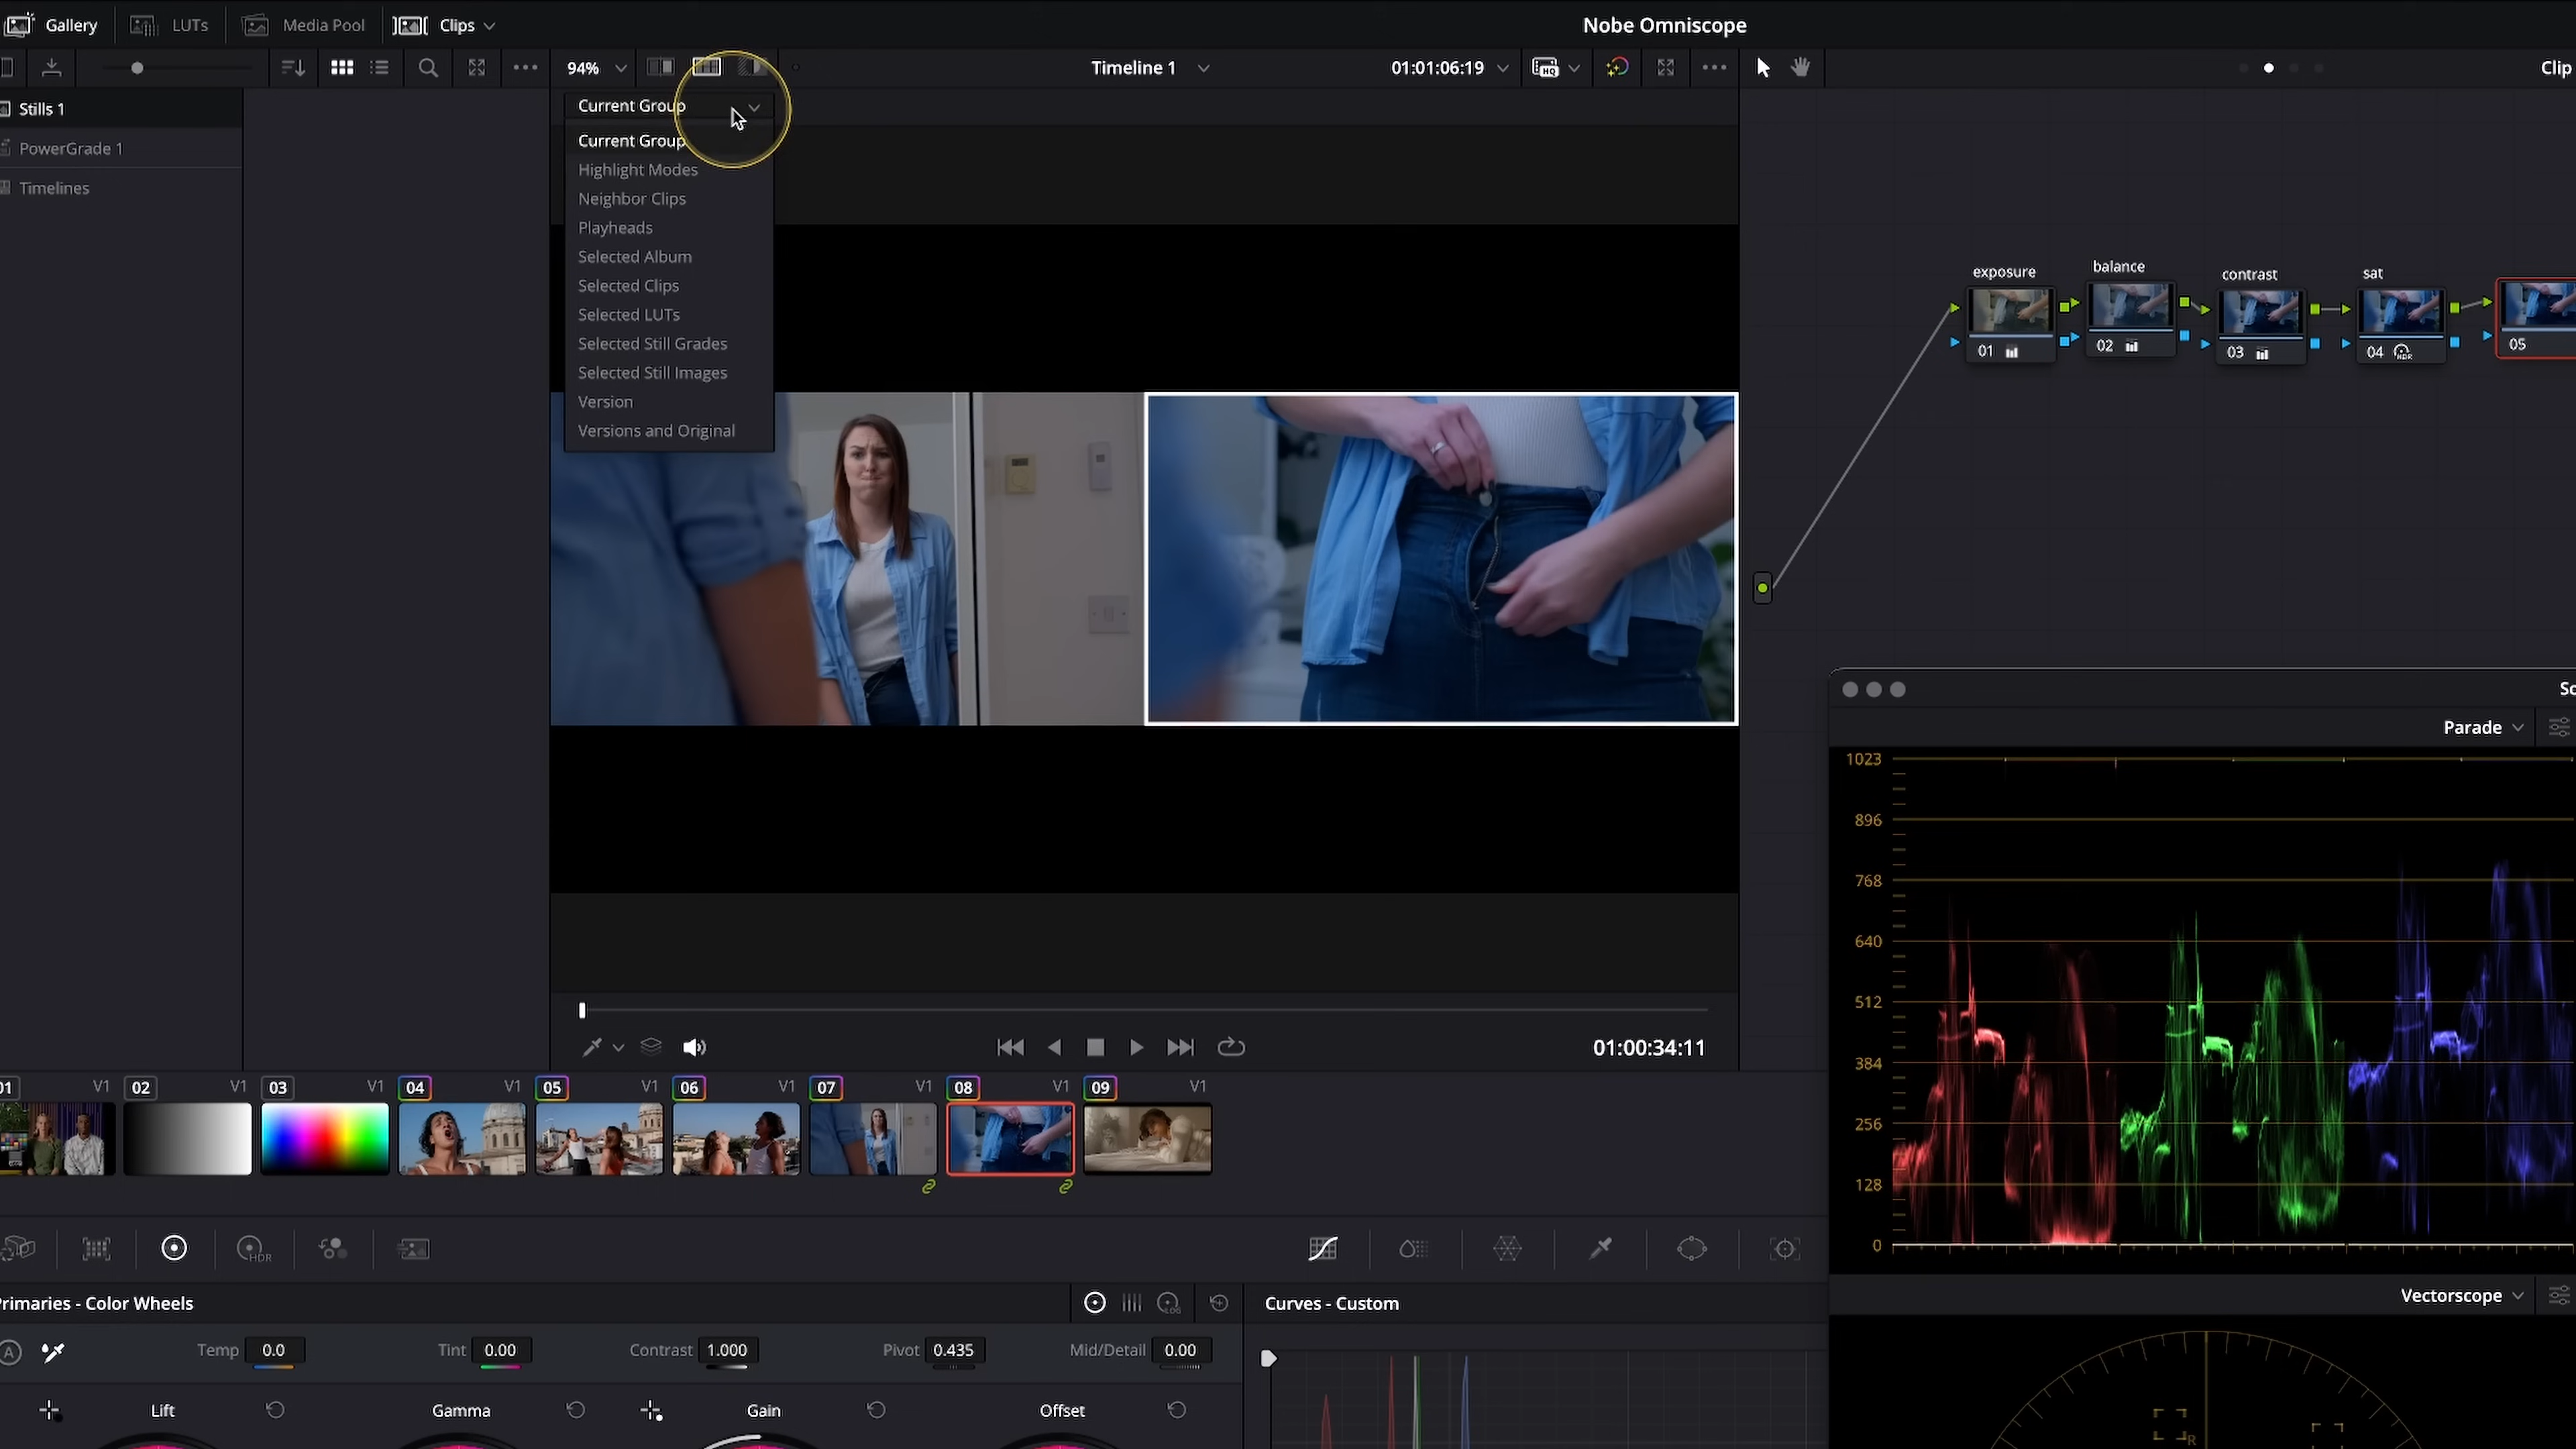 Gallery
LUTs
Media Pool
Clips
Nobe Omniscope
94%
Timeline 1
01:01:06:19
HQ
Clip
Stills 1
PowerGrade 1
Timelines
Current Group
Current Group
Highlight Modes
Neighbor Clips
Playheads
Selected Album
Selected Clips
Selected LUTs
Selected Still Grades
Selected Still Images
Version
Versions and Original
exposure
balance
contrast
sat
01
02
03
04
HDR
05
Sc
Parade
1023
896
768
640
512
384
256
128
0
01:00:34:11
01 V1
02 V1
03 V1
04 V1
05 V1
06 V1
07 V1
08 V1
09 V1
HDR
Primaries - Color Wheels
LOG
Curves - Custom
Vectorscope
A
Temp 0.0
Tint 0.00
Contrast 1.000
Pivot 0.435
Mid/Detail 0.00
Lift
Gamma
Gain
Offset
R